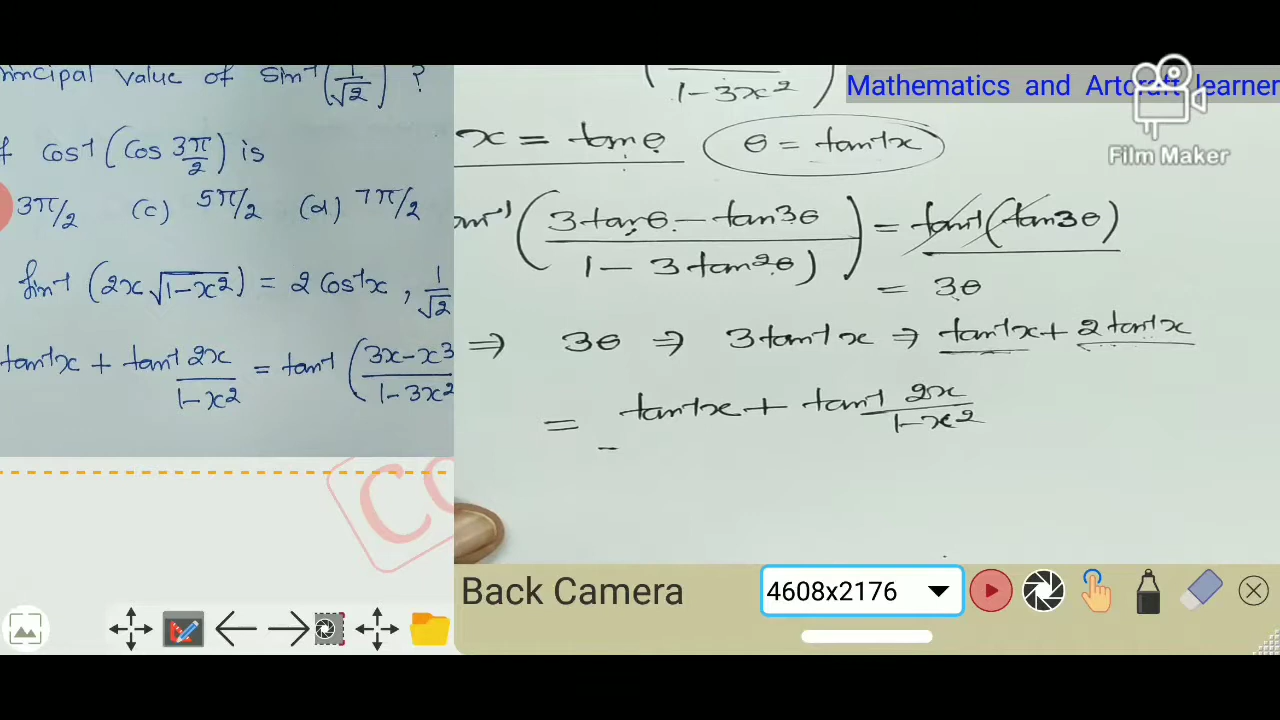 principal value of Sin⁻¹(1/√2) ?
f cos⁻¹(cos 3π/2) is
3π/2 (c) 5π/2 (d) 7π/2
Sin⁻¹ (2x√1-x²) = 2 Cos⁻¹x , 1/√2
tan⁻¹x + tan⁻¹ 2x/1-x² = tan⁻¹ (3x-x³/1-3x²
1-3x²
Mathematics and Artcraft learner
Film Maker
x = tanθ θ = tan⁻¹x
tan⁻¹ (3tanθ - tan³θ / 1 - 3tan²θ) = tan⁻¹(tan3θ)
= 3θ
⇒ 3θ ⇒ 3tan⁻¹x ⇒ tan⁻¹x + 2tan⁻¹x
= tan⁻¹x + tan⁻¹ 2x/1-x²
Back Camera
4608x2176